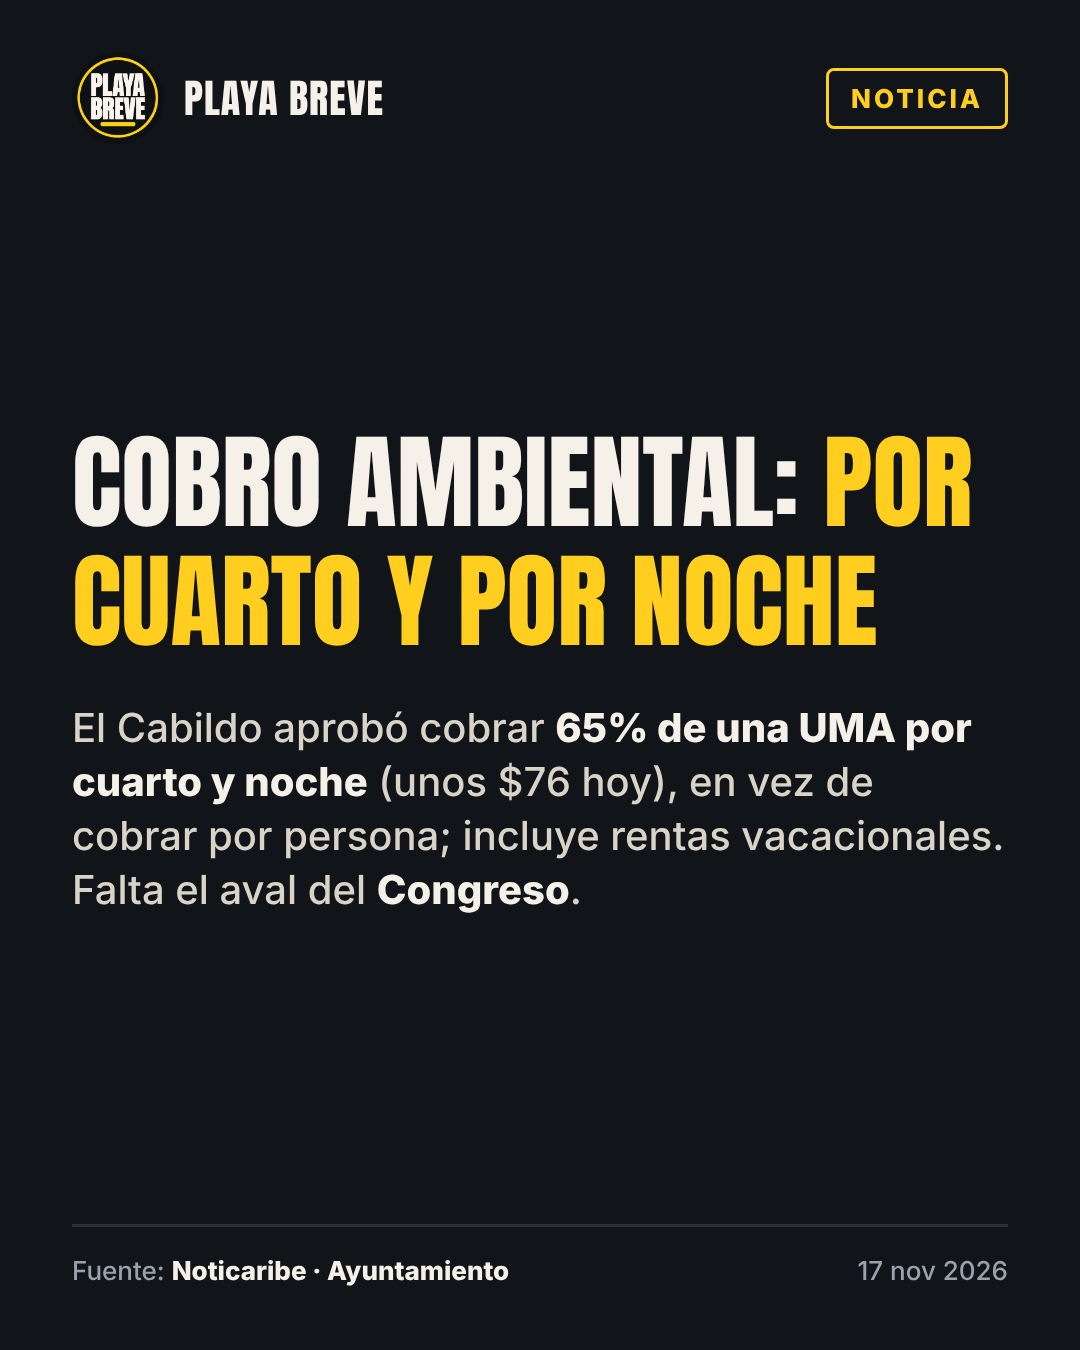 PLAYA
BREVE
PLAYA BREVE
NOTICIA
COBRO AMBIENTAL: POR
CUARTO Y POR NOCHE
El Cabildo aprobó cobrar 65% de una UMA por
cuarto y noche (unos $76 hoy), en vez de
cobrar por persona; incluye rentas vacacionales.
Falta el aval del Congreso.
Fuente: Noticaribe · Ayuntamiento
17 nov 2026